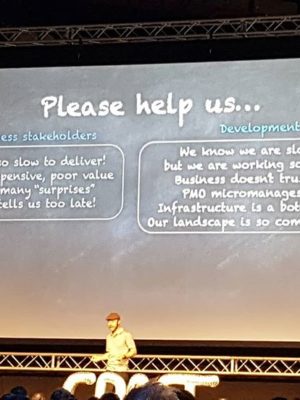 Please help us...
ess stakeholders
o slow to deliver!
pensive, poor value
many "surprises"
tells us too late!
Development
We know we are slo
but we are working so
Business doesn't tru
PMO micromanages
Infrastructure is a bot
Our landscape is so com